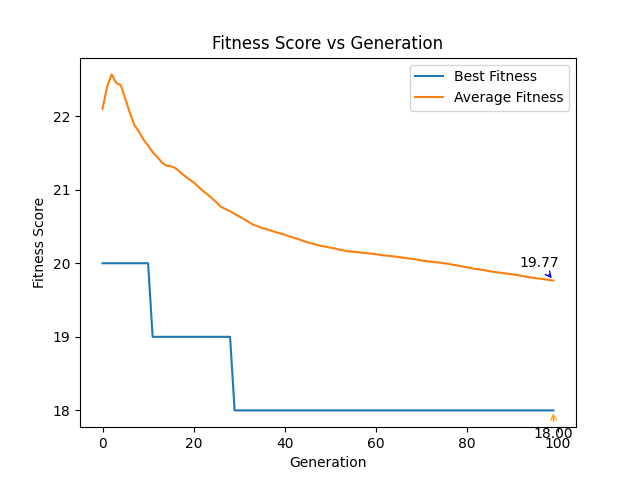 Fitness Score vs Generation
Best Fitness
Average Fitness
Fitness Score
22
21
20
19
18
19.77
18.00
0
20
40
60
80
100
Generation